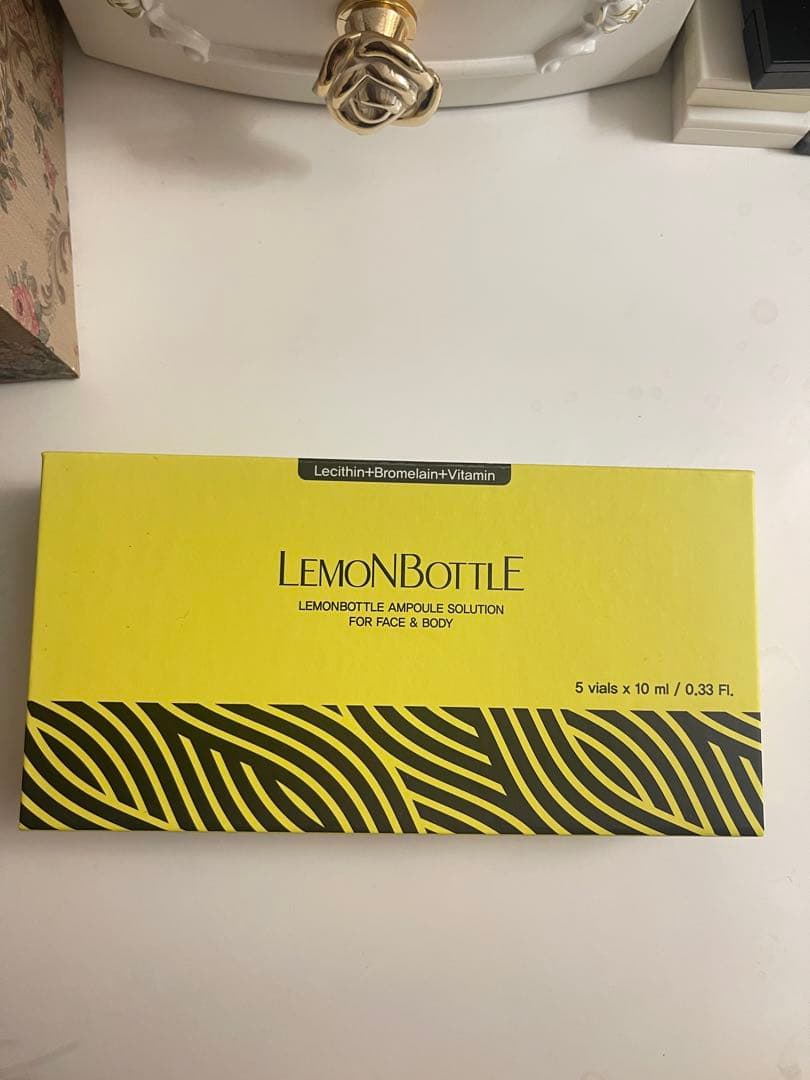 Lecithin+Bromelain+Vitamin
LEMONBOTTLE
LEMONBOTTLE AMPOULE SOLUTION
FOR FACE & BODY
5 vials x 10 ml / 0.33 Fl.